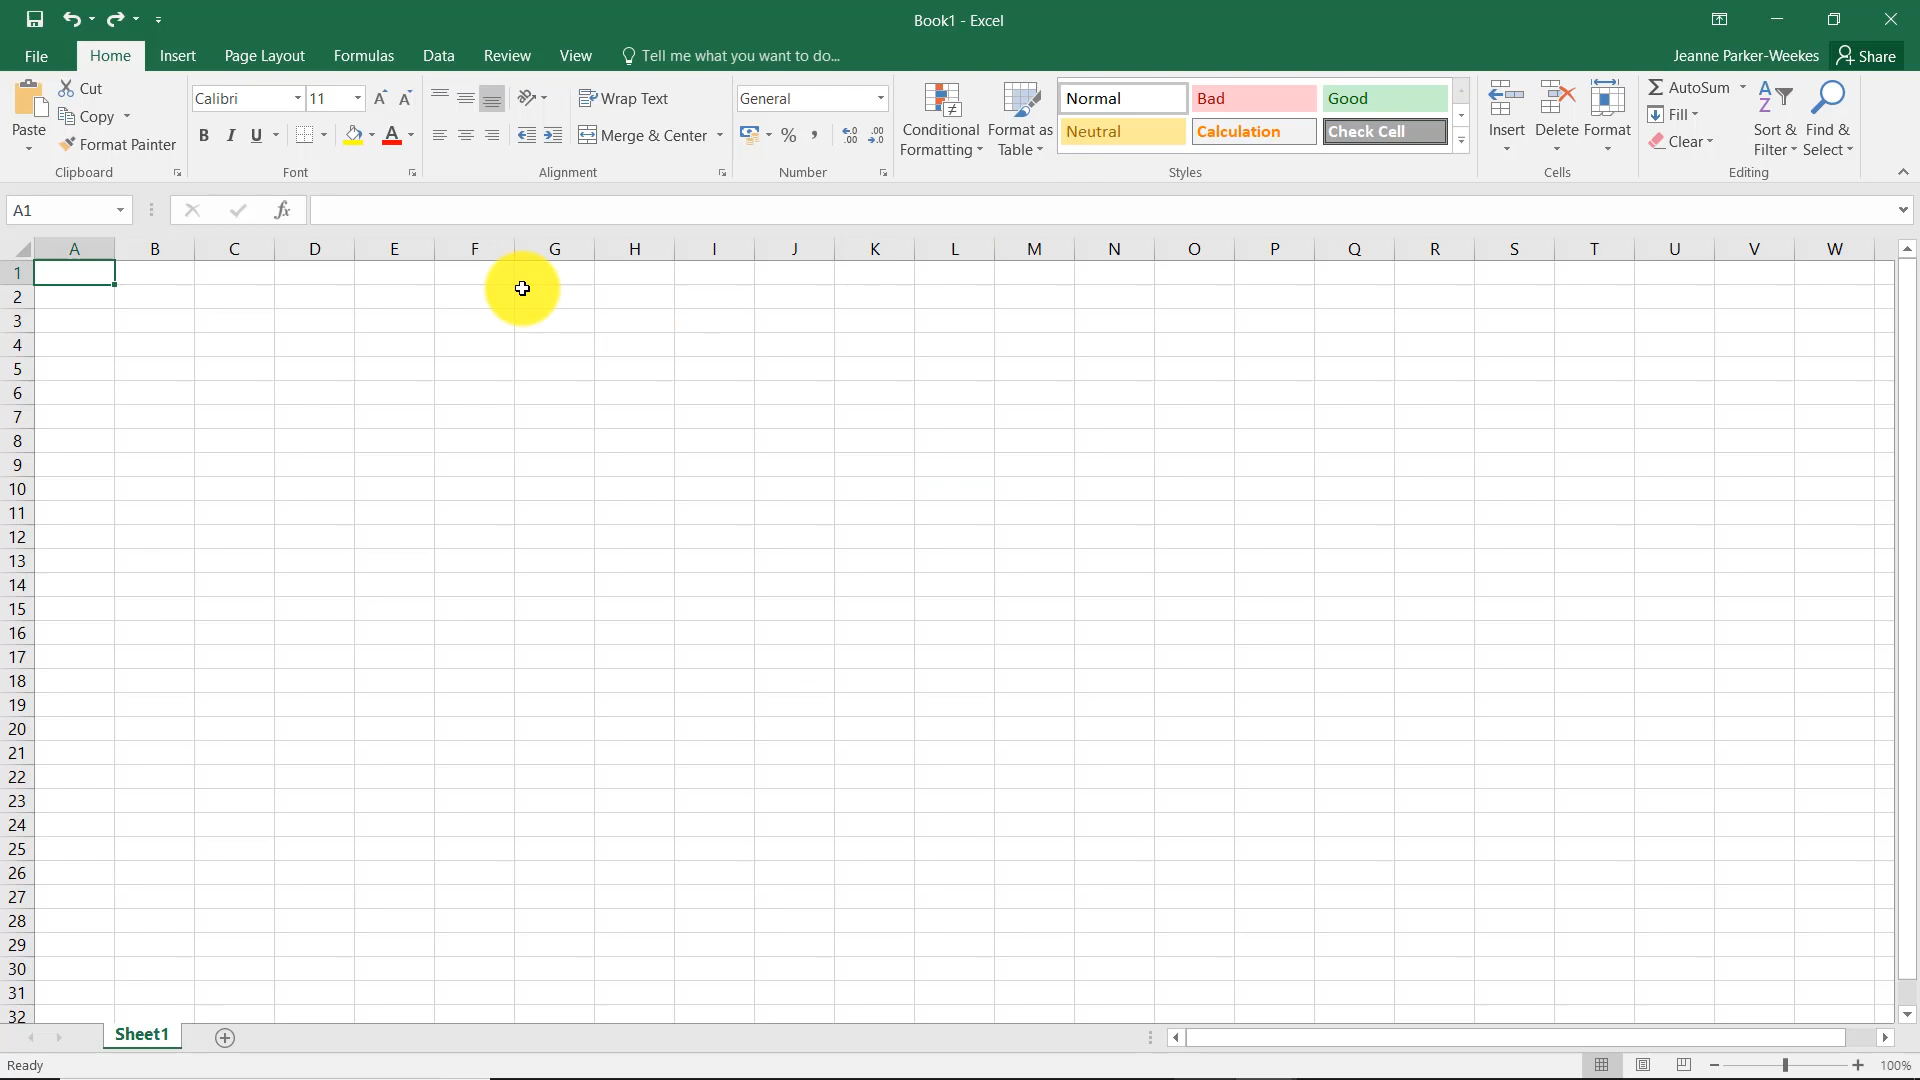 Book1 - Excel
File Home Insert Page Layout Formulas Data Review View Tell me what you want to do... Jeanne Parker-Weekes Share
Cut
Copy
Format Painter
Paste
Clipboard
Calibri 11
B I U A
Font
Wrap Text
Merge & Center
Alignment
General
% ,
Number
Conditional Formatting
Format as Table
Normal Bad Good
Neutral Calculation Check Cell
Styles
Insert Delete Format
Cells
AutoSum
Fill
Clear
Sort & Filter
Find & Select
Editing
A1 fx
A B C D E F G H I J K L M N O P Q R S T U V W
1
2
3
4
5
6
7
8
9
10
11
12
13
14
15
16
17
18
19
20
21
22
23
24
25
26
27
28
29
30
31
32
Sheet1
Ready 100%